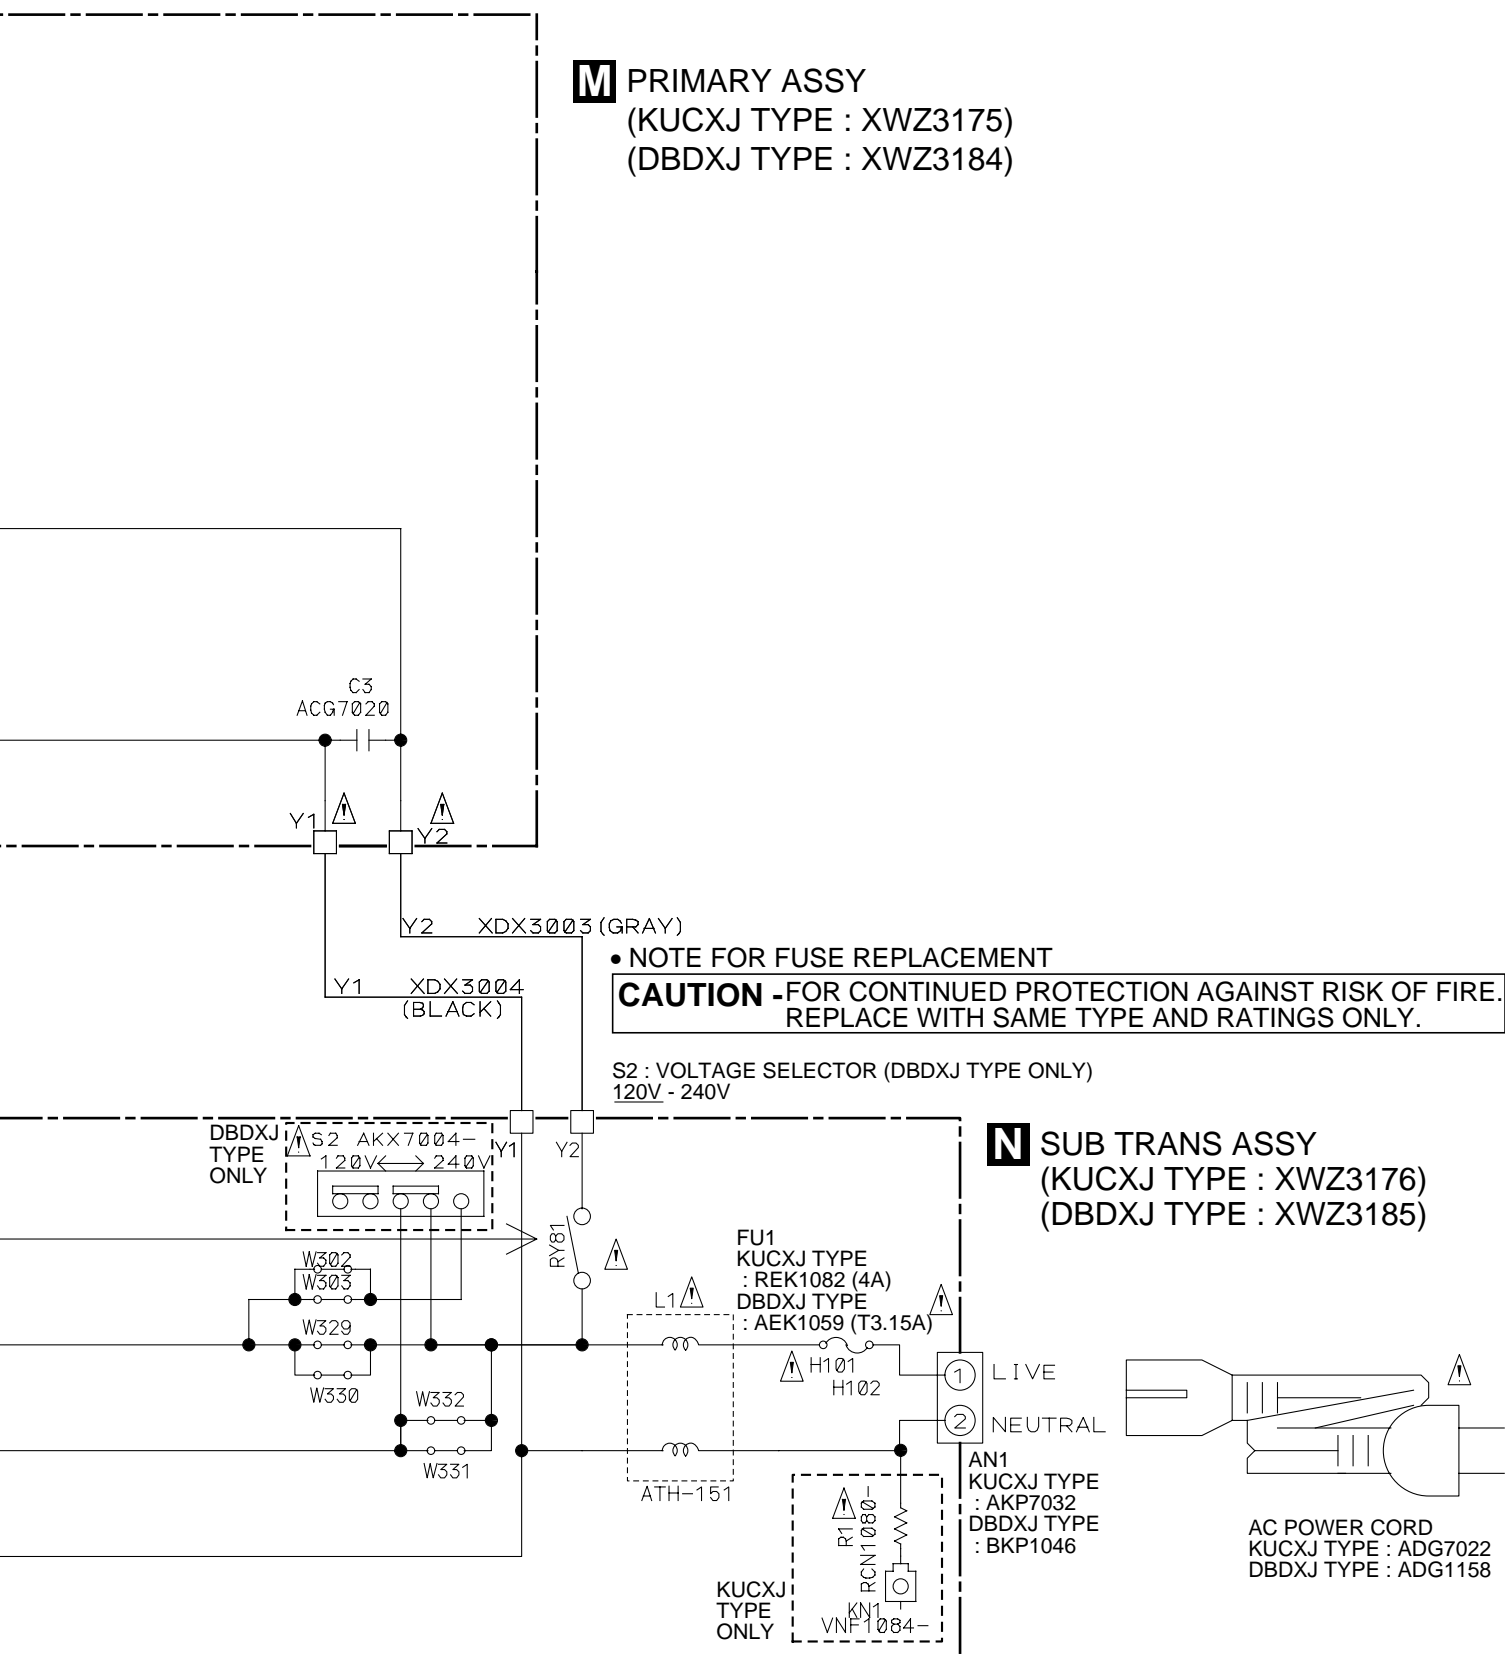 M PRIMARY ASSY
(KUCXJ TYPE : XWZ3175)
(DBDXJ TYPE : XWZ3184)
C3
ACG7020
Y1
Y2
Y2 XDX3003(GRAY)
Y1 XDX3004
(BLACK)
• NOTE FOR FUSE REPLACEMENT
CAUTION - FOR CONTINUED PROTECTION AGAINST RISK OF FIRE.
REPLACE WITH SAME TYPE AND RATINGS ONLY.
S2 : VOLTAGE SELECTOR (DBDXJ TYPE ONLY)
120V - 240V
DBDXJ
TYPE
ONLY
S2 AKX7004-
120V 240V
Y1
Y2
N SUB TRANS ASSY
(KUCXJ TYPE : XWZ3176)
(DBDXJ TYPE : XWZ3185)
RY81
FU1
KUCXJ TYPE
: REK1082 (4A)
DBDXJ TYPE
: AEK1059 (T3.15A)
W302
W303
W329
W330
W332
W331
L1
ATH-151
H101
H102
1 LIVE
2 NEUTRAL
AN1
KUCXJ TYPE
: AKP7032
DBDXJ TYPE
: BKP1046
R1
RCN1080-
KN1
VNF1084-
KUCXJ
TYPE
ONLY
AC POWER CORD
KUCXJ TYPE : ADG7022
DBDXJ TYPE : ADG1158